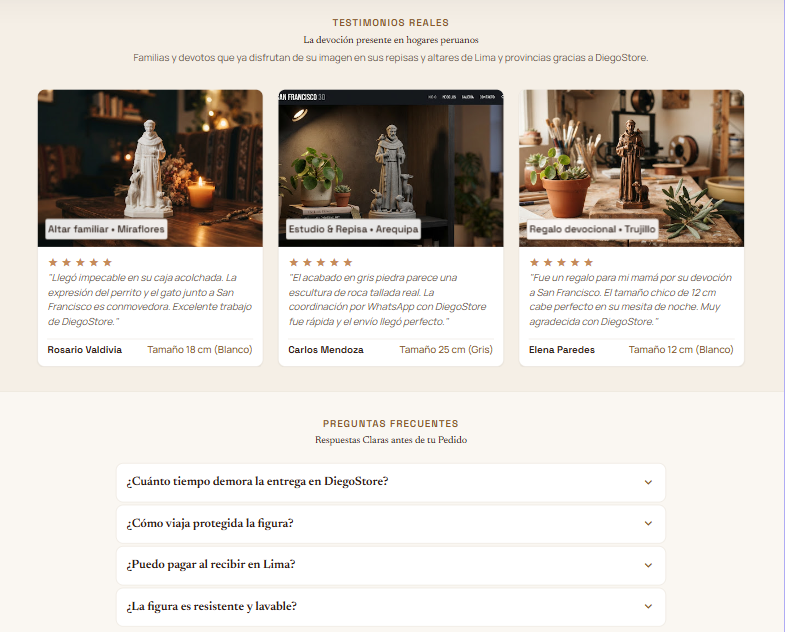 TESTIMONIOS REALES
La devoción presente en hogares peruanos
Familias y devotos que ya disfrutan de su imagen en sus repisas y altares de Lima y provincias gracias a DiegoStore.
SAN FRANCISCO 3D
INICIO MODELOS GALERÍA CONTACTO
Altar familiar • Miraflores
Estudio & Repisa • Arequipa
Regalo devocional • Trujillo
"Llegó impecable en su caja acolchada. La
expresión del perrito y el gato junto a San
Francisco es conmovedora. Excelente trabajo
de DiegoStore."
Rosario Valdivia Tamaño 18 cm (Blanco)
"El acabado en gris piedra parece una
escultura de roca tallada real. La
coordinación por WhatsApp con DiegoStore
fue rápida y el envío llegó perfecto."
Carlos Mendoza Tamaño 25 cm (Gris)
"Fue un regalo para mi mamá por su devoción
a San Francisco. El tamaño chico de 12 cm
cabe perfecto en su mesita de noche. Muy
agradecida con DiegoStore."
Elena Paredes Tamaño 12 cm (Blanco)
PREGUNTAS FRECUENTES
Respuestas Claras antes de tu Pedido
¿Cuánto tiempo demora la entrega en DiegoStore?
¿Cómo viaja protegida la figura?
¿Puedo pagar al recibir en Lima?
¿La figura es resistente y lavable?